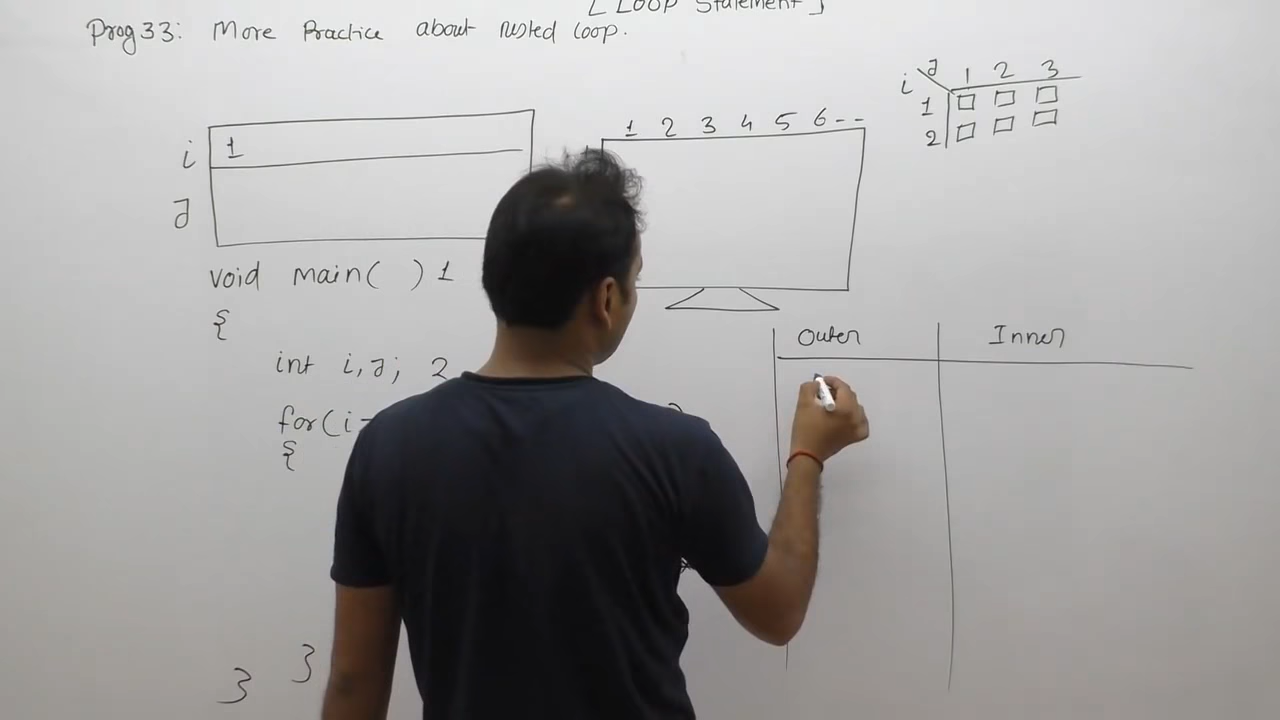 [ Loop Statement ]
Prog 33: More Practice about nested loop.
J 1 2 3
i
1
2
1 2 3 4 5 6 - -
i 1
J
void main( ) 1
{
int i, J; 2
for(i
{
Outer Inner
}
}